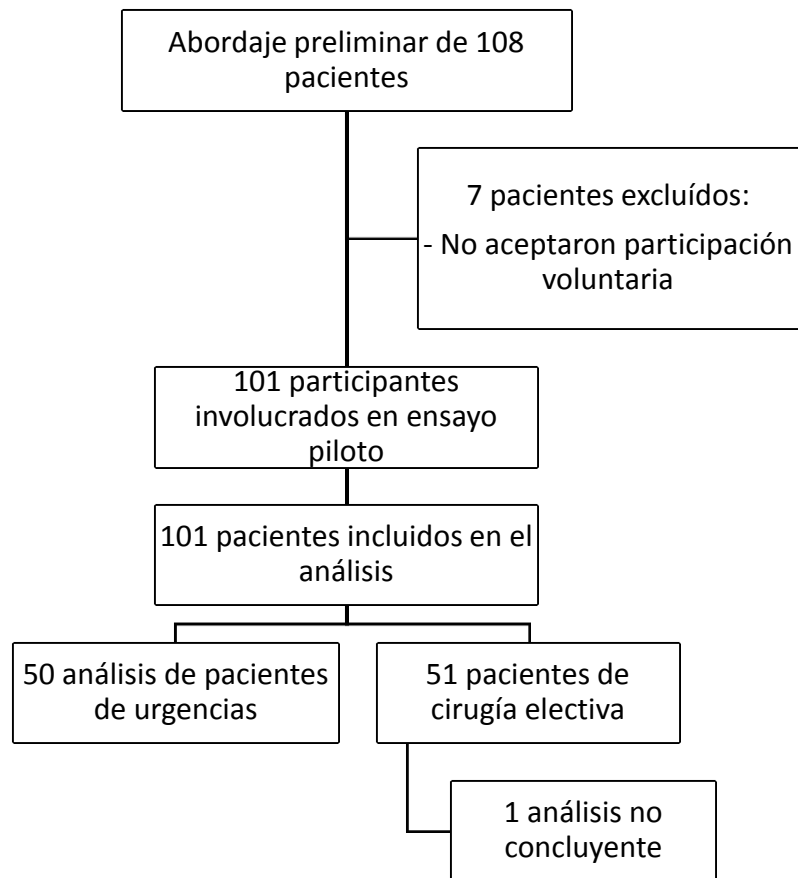 Abordaje preliminar de 108
pacientes
7 pacientes excluídos:
- No aceptaron participación
voluntaria
101 participantes
involucrados en ensayo
piloto
101 pacientes incluidos en el
análisis
50 análisis de pacientes
de urgencias
51 pacientes de
cirugía electiva
1 análisis no
concluyente